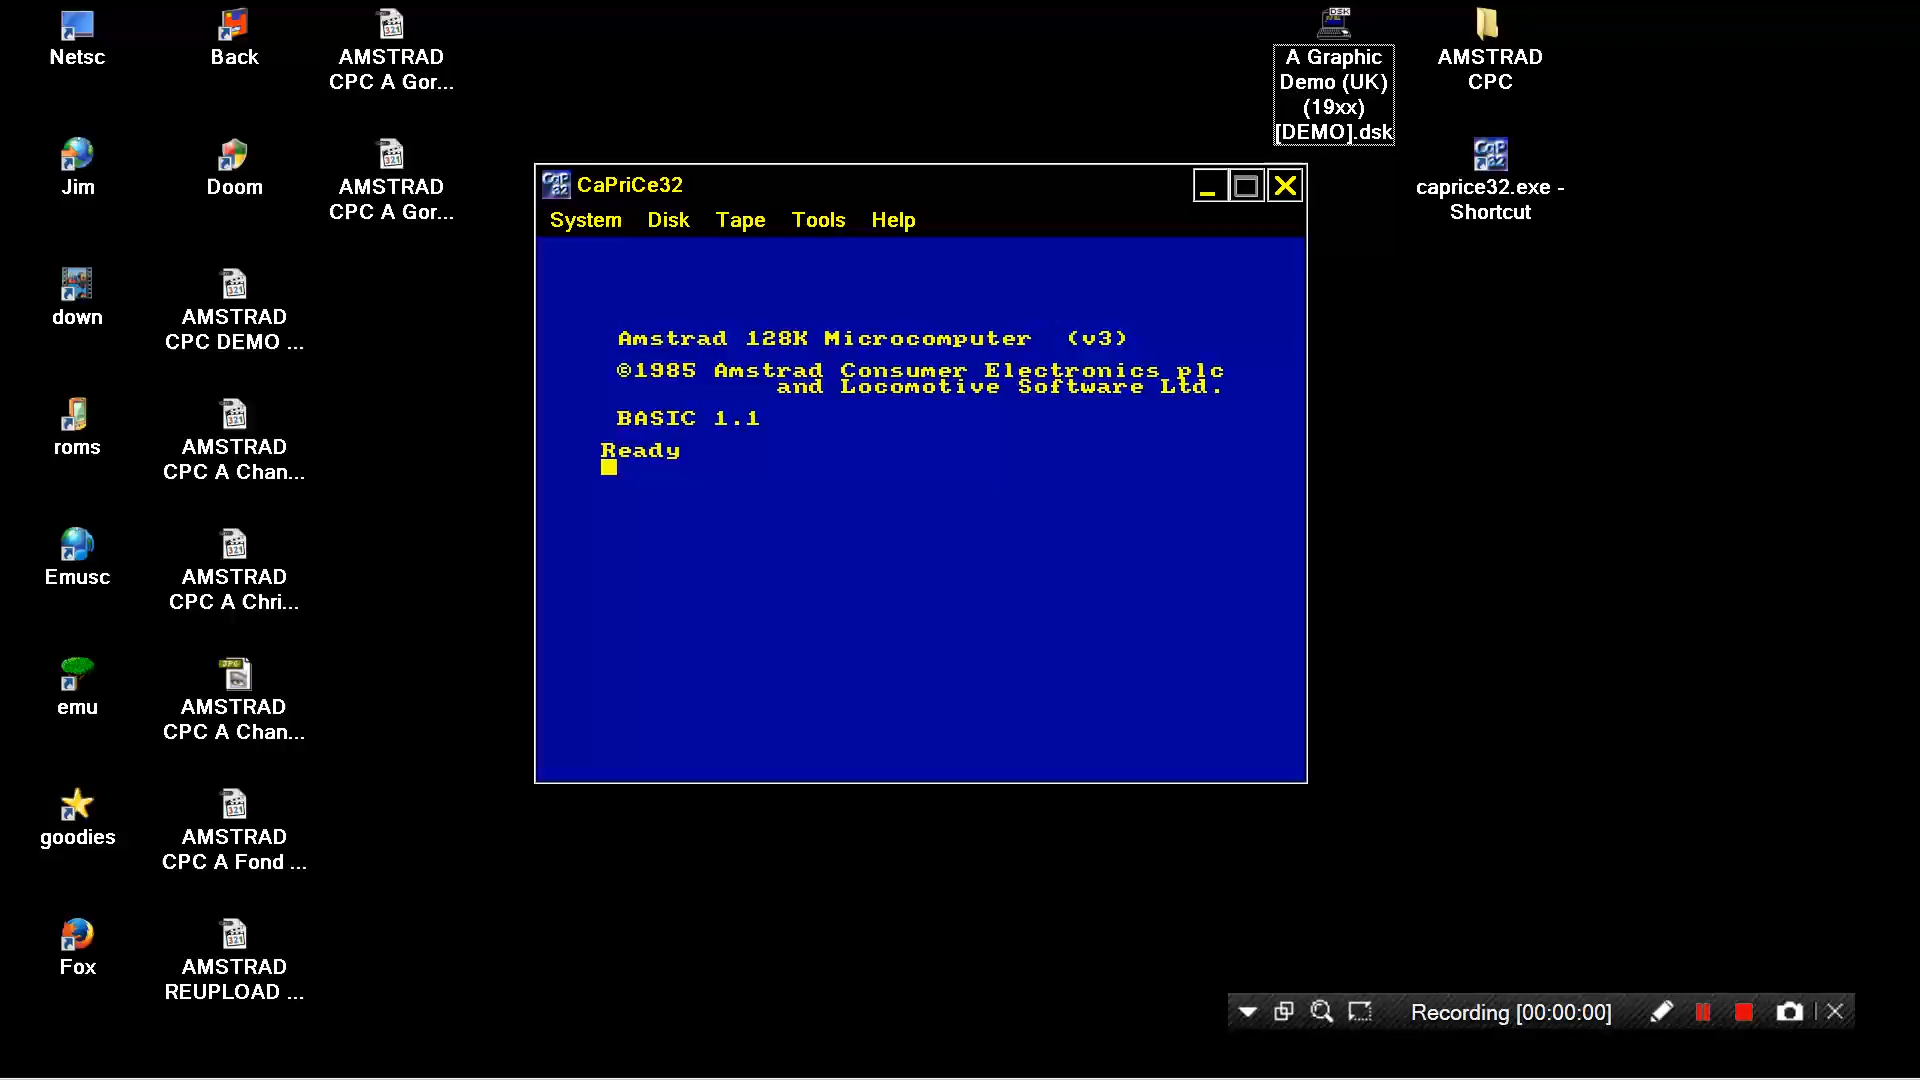 Netsc
Back
AMSTRAD
CPC A Gor...
Jim
Doom
AMSTRAD
CPC A Gor...
down
AMSTRAD
CPC DEMO ...
roms
AMSTRAD
CPC A Chan...
Emusc
AMSTRAD
CPC A Chri...
emu
AMSTRAD
CPC A Chan...
goodies
AMSTRAD
CPC A Fond ...
Fox
AMSTRAD
REUPLOAD ...
A Graphic
Demo (UK)
(19xx)
[DEMO].dsk
AMSTRAD
CPC
caprice32.exe -
Shortcut
CaPriCe32
System Disk Tape Tools Help
Amstrad 128K Microcomputer (v3)
©1985 Amstrad Consumer Electronics plc
and Locomotive Software Ltd.
BASIC 1.1
Ready
Recording [00:00:00]